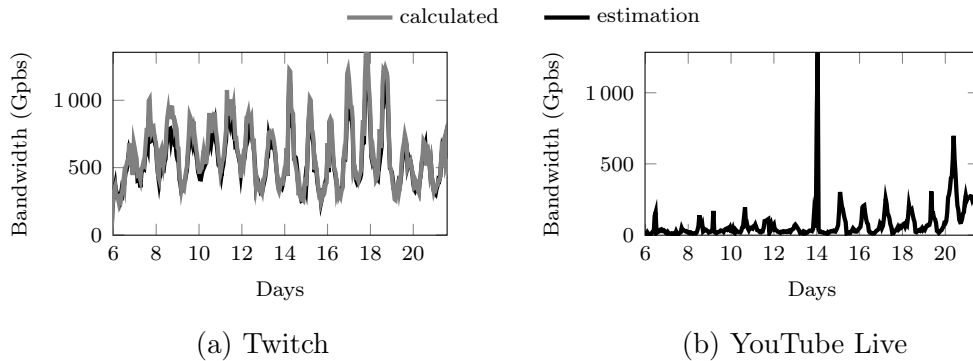 calculated estimation
Bandwidth (Gpbs)
1 000
500
0
6 8 10 12 14 16 18 20
Days
(a) Twitch
Bandwidth (Gpbs)
1 000
500
0
6 8 10 12 14 16 18 20
Days
(b) YouTube Live